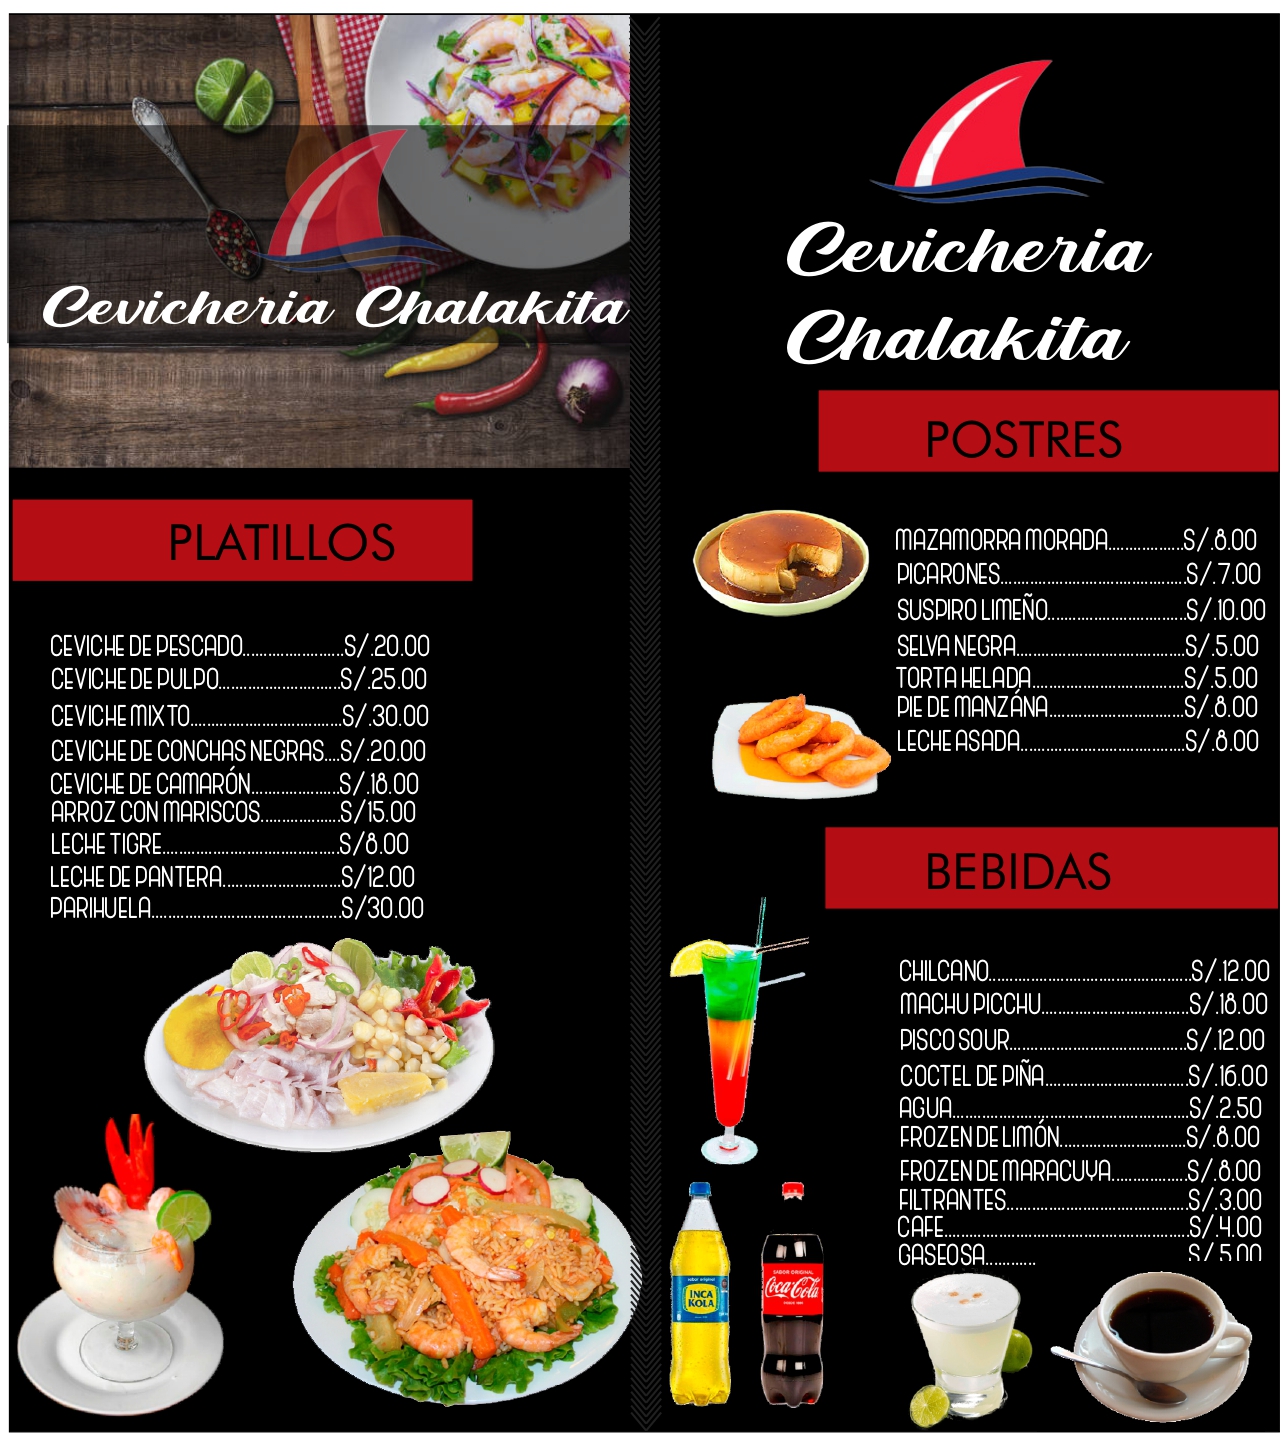 Cevicheria Chalakita
PLATILLOS
CEVICHE DE PESCADO........................S/.20.00
CEVICHE DE PULPO.............................S/.25.00
CEVICHE MIXTO....................................S/.30.00
CEVICHE DE CONCHAS NEGRAS....S/.20.00
CEVICHE DE CAMARÓN.....................S/.18.00
ARROZ CON MARISCOS...................S/15.00
LECHE TIGRE..........................................S/8.00
LECHE DE PANTERA............................S/12.00
PARIHUELA.............................................S/30.00
Cevicheria
Chalakita
POSTRES
MAZAMORRA MORADA..................S/.8.00
PICARONES............................................S/.7.00
SUSPIRO LIMEÑO.................................S/.10.00
SELVA NEGRA........................................S/.5.00
TORTA HELADA....................................S/.5.00
PIE DE MANZÁNA................................S/.8.00
LECHE ASADA.......................................S/.8.00
BEBIDAS
CHILCANO................................................S/.12.00
MACHU PICCHU...................................S/.18.00
PISCO SOUR..........................................S/.12.00
COCTEL DE PIÑA..................................S/.16.00
AGUA........................................................S/.2.50
FROZEN DE LIMÓN..............................S/.8.00
FROZEN DE MARACUYA..................S/.8.00
FILTRANTES...........................................S/.3.00
CAFE..........................................................S/.4.00
GASEOSA............ S/5.00
sabor original
INCA
KOLA
SABOR ORIGINAL
Coca-Cola